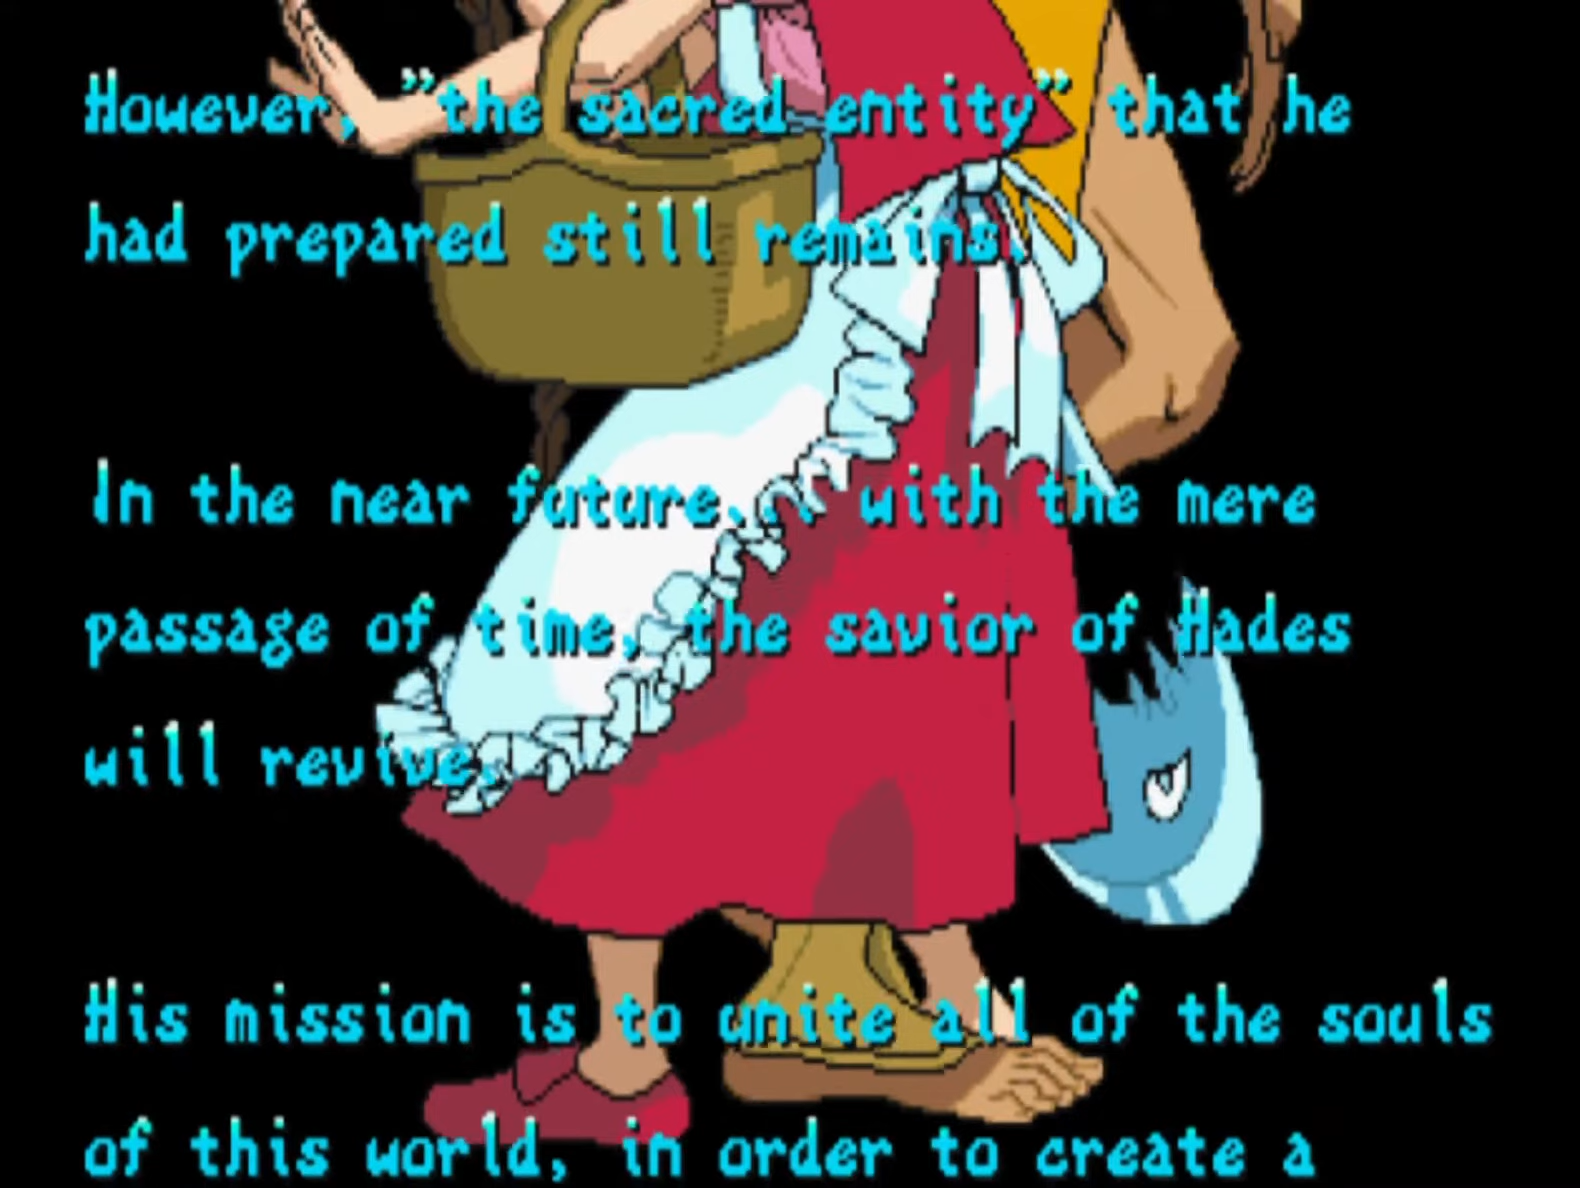 However, "the sacred entity" that he
had prepared still remains.
In the near future... with the mere
passage of time, the savior of Hades
will revive.
His mission is to unite all of the souls
of this world, in order to create a